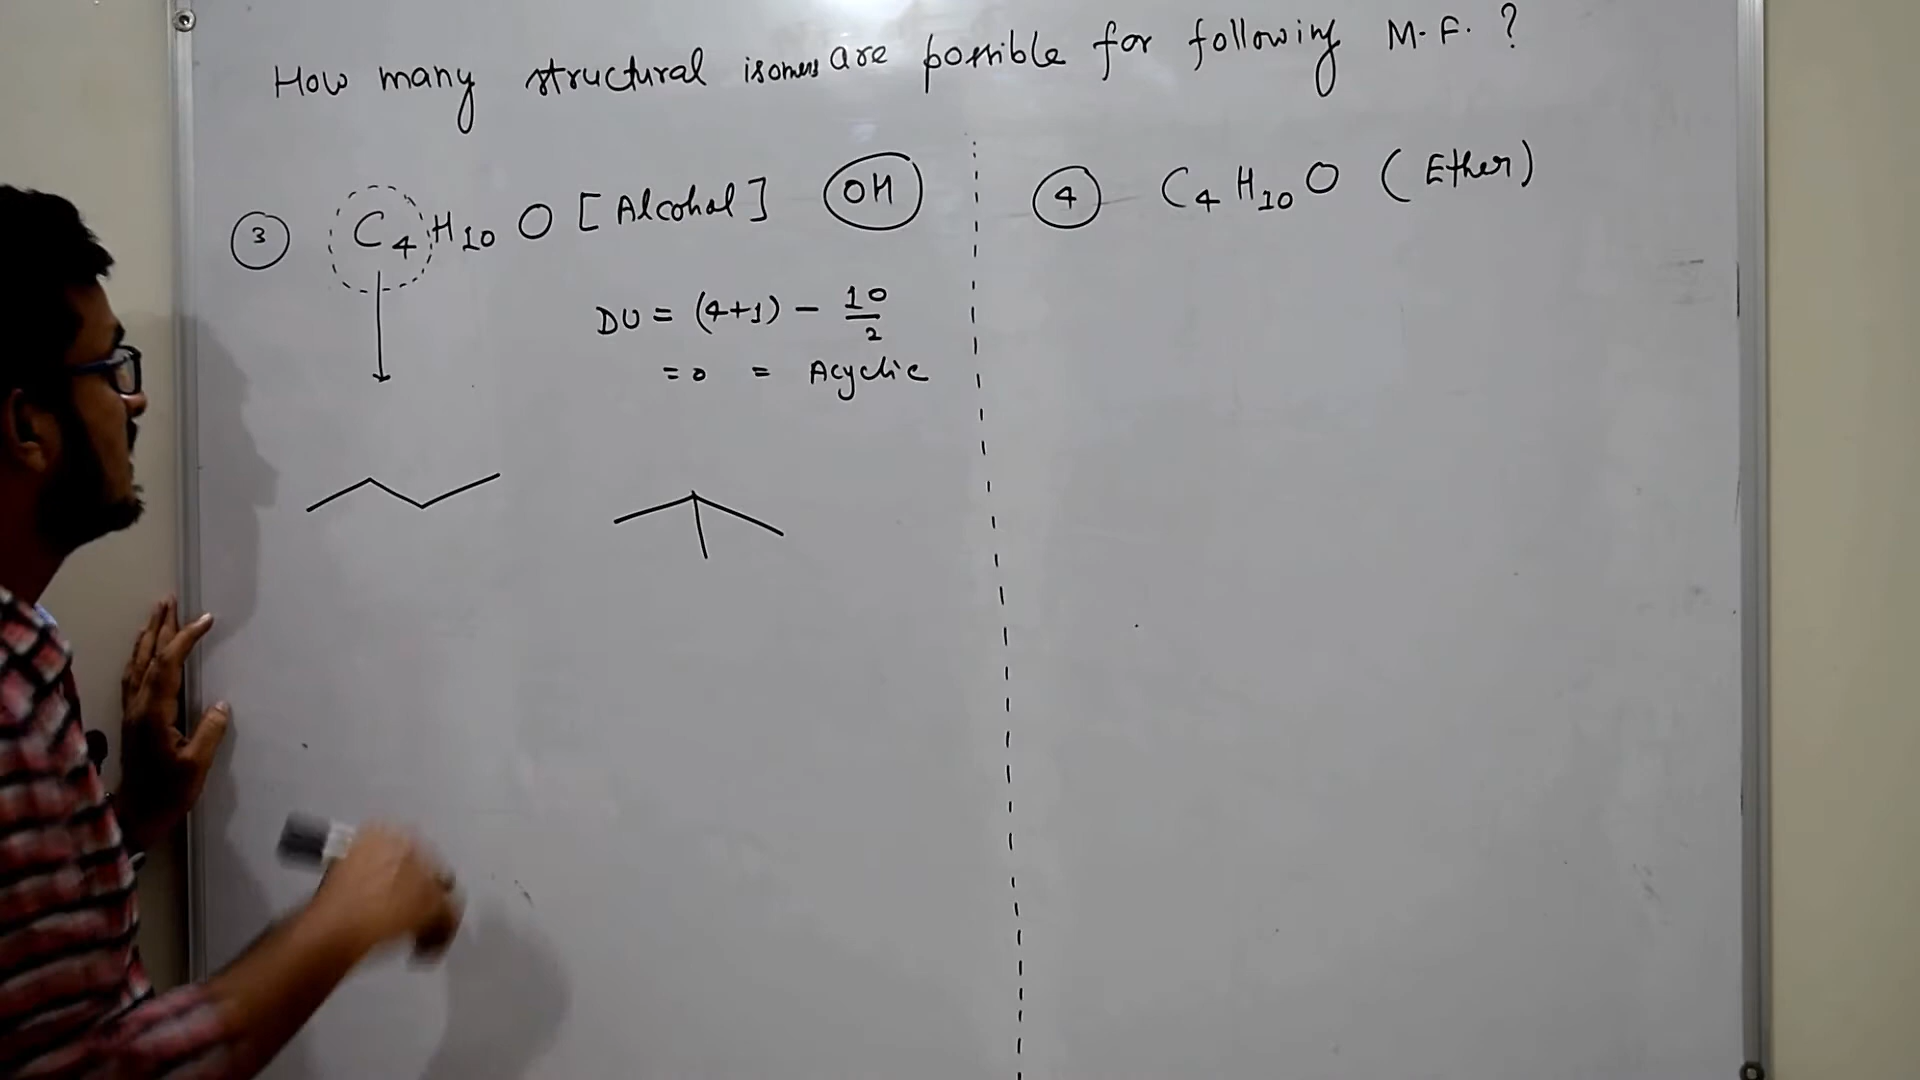 How many structural isomers are possible for following M.F. ?
3 C4H10O [Alcohal] OH
DU = (4+1) - 10/2
= 0 = Acyclic
4 C4H10O (Ether)